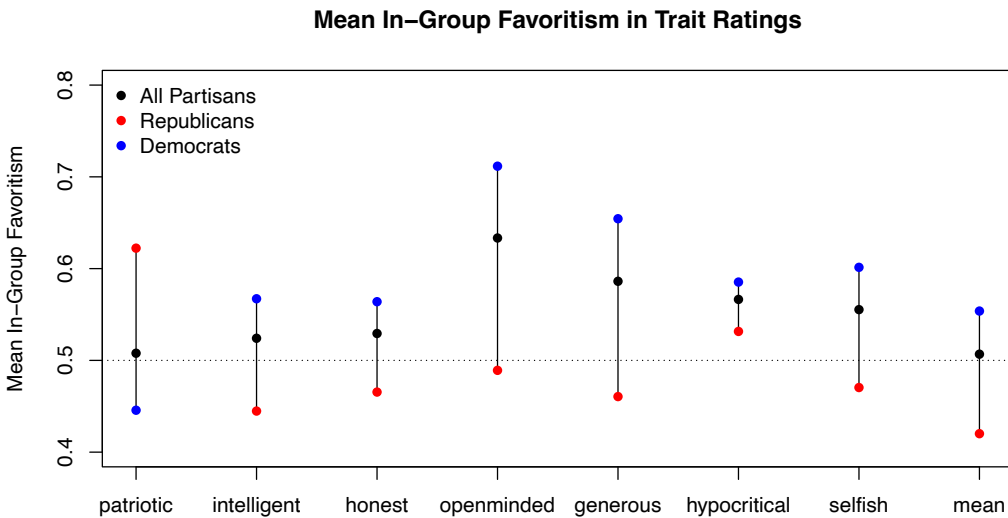 Mean In−Group Favoritism in Trait Ratings
Mean In−Group Favoritism
0.8
0.7
0.6
0.5
0.4
All Partisans
Republicans
Democrats
patriotic intelligent honest openminded generous hypocritical selfish mean